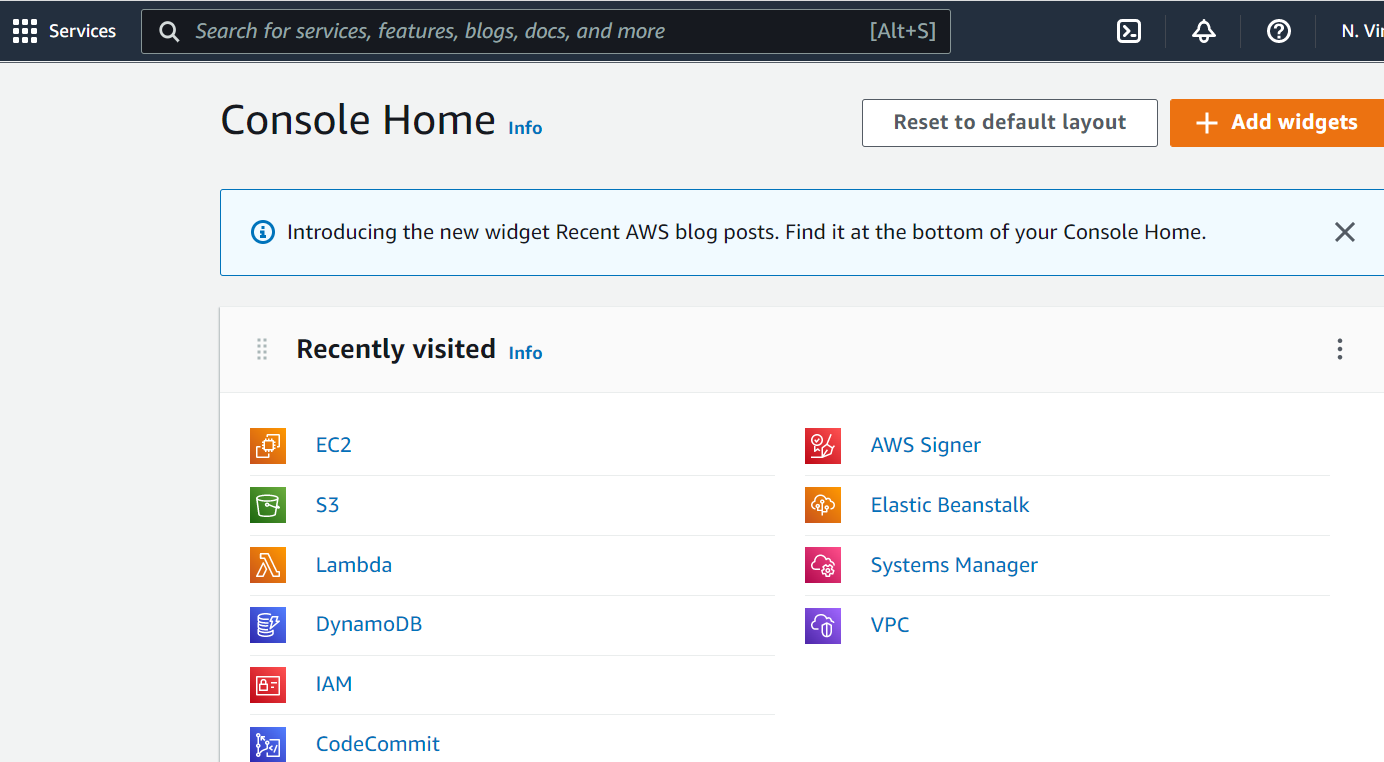 Services
Search for services, features, blogs, docs, and more
[Alt+S]
N. Vir
Console Home Info
Reset to default layout
Add widgets
Introducing the new widget Recent AWS blog posts. Find it at the bottom of your Console Home.
Recently visited Info
EC2
S3
Lambda
DynamoDB
IAM
CodeCommit
AWS Signer
Elastic Beanstalk
Systems Manager
VPC